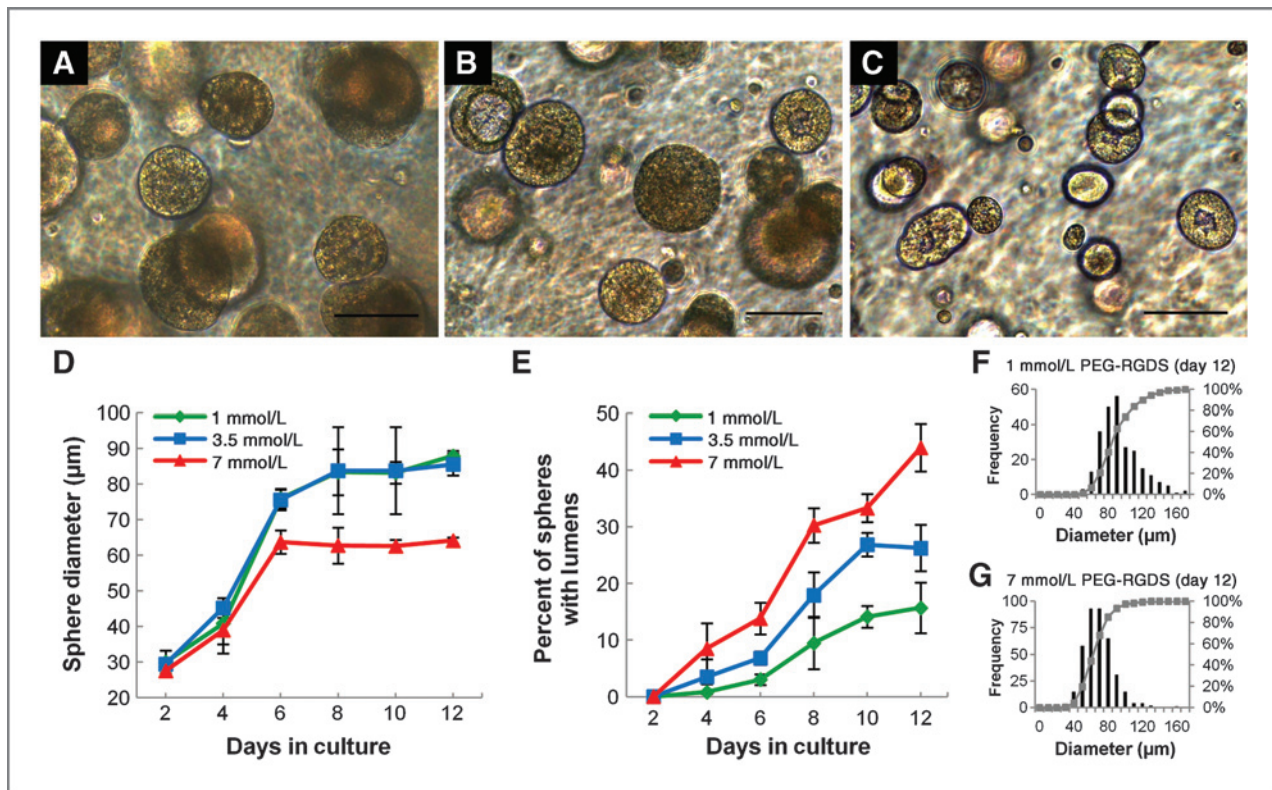 A
B
C
D
Sphere diameter (µm)
100
90
80
70
60
50
40
30
20
1 mmol/L
3.5 mmol/L
7 mmol/L
2 4 6 8 10 12
Days in culture
E
Percent of spheres
with lumens
50
40
30
20
10
0
1 mmol/L
3.5 mmol/L
7 mmol/L
2 4 6 8 10 12
Days in culture
F
1 mmol/L PEG-RGDS (day 12)
Frequency
60
40
20
0
100%
80%
60%
40%
20%
0%
0 40 80 120 160
Diameter (µm)
G
7 mmol/L PEG-RGDS (day 12)
Frequency
100
75
50
25
0
100%
80%
60%
40%
20%
0%
0 40 80 120 160
Diameter (µm)